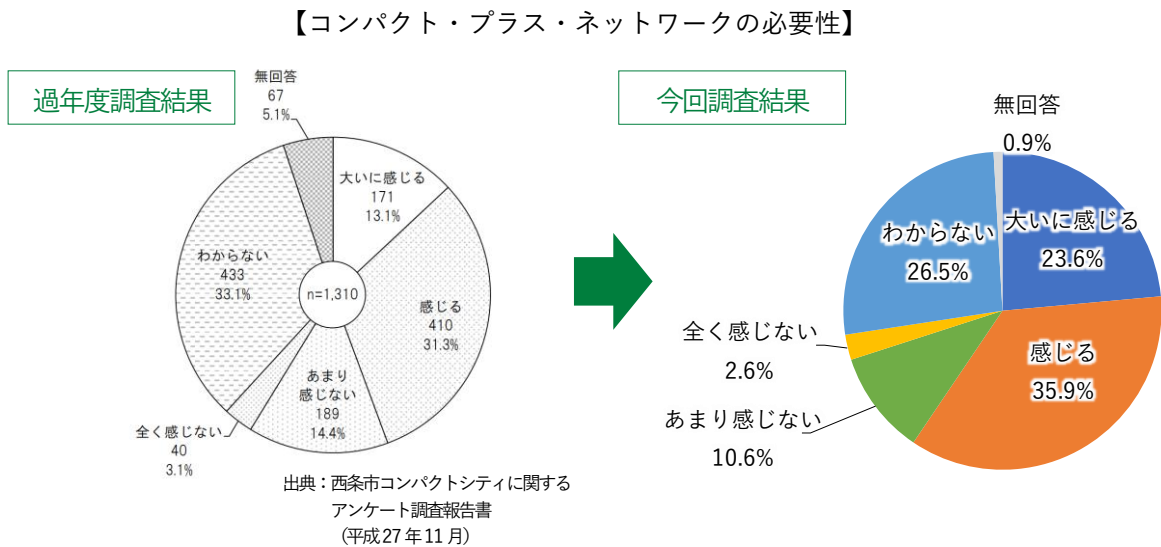 【コンパクト・プラス・ネットワークの必要性】
過年度調査結果
無回答
67
5.1%
大いに感じる
171
13.1%
感じる
410
31.3%
あまり
感じない
189
14.4%
全く感じない
40
3.1%
わからない
433
33.1%
n=1,310
出典：西条市コンパクトシティに関する
アンケート調査報告書
（平成27年11月）
今回調査結果
無回答
0.9%
大いに感じる
23.6%
感じる
35.9%
あまり感じない
10.6%
全く感じない
2.6%
わからない
26.5%